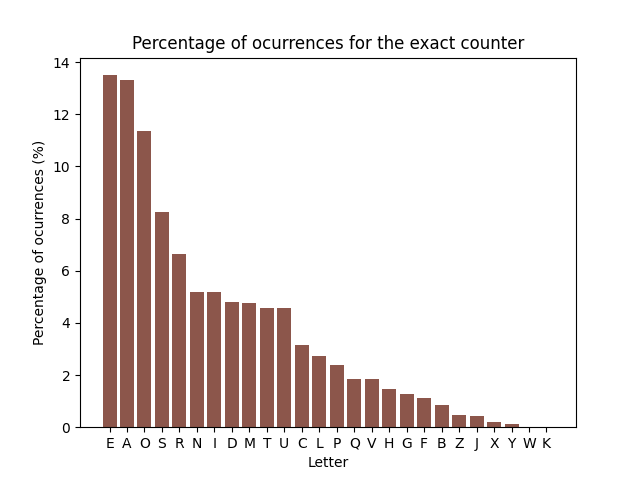 Percentage of ocurrences for the exact counter
Percentage of ocurrences (%)
14
12
10
8
6
4
2
0
E A O S R N I D M T U C L P Q V H G F B Z J X Y W K
Letter